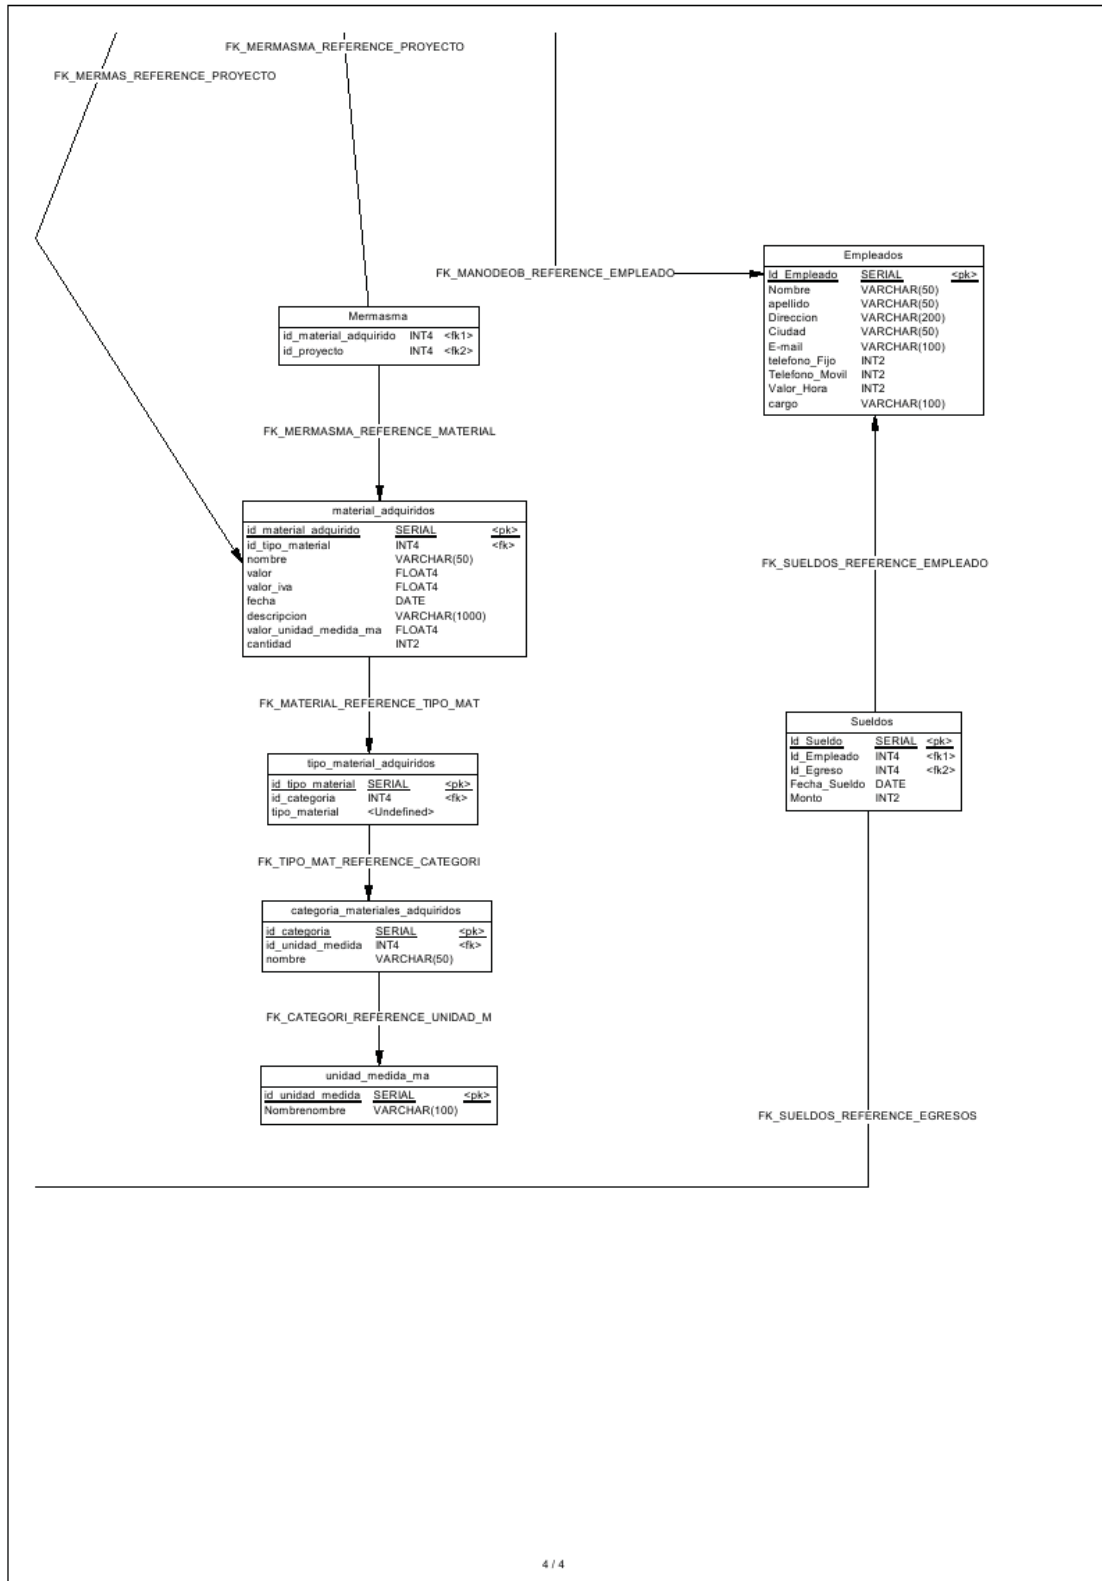 FK_MERMASMA_REFERENCE_PROYECTO
FK_MERMAS_REFERENCE_PROYECTO
FK_MANODEOB_REFERENCE_EMPLEADO
Empleados
Id_Empleado SERIAL <pk>
Nombre VARCHAR(50)
apellido VARCHAR(50)
Direccion VARCHAR(200)
Ciudad VARCHAR(50)
E-mail VARCHAR(100)
telefono_Fijo INT2
Telefono_Movil INT2
Valor_Hora INT2
cargo VARCHAR(100)
Mermasma
id_material_adquirido INT4 <fk1>
id_proyecto INT4 <fk2>
FK_MERMASMA_REFERENCE_MATERIAL
material_adquiridos
id_material_adquirido SERIAL <pk>
id_tipo_material INT4 <fk>
nombre VARCHAR(50)
valor FLOAT4
valor_iva FLOAT4
fecha DATE
descripcion VARCHAR(1000)
valor_unidad_medida_ma FLOAT4
cantidad INT2
FK_SUELDOS_REFERENCE_EMPLEADO
FK_MATERIAL_REFERENCE_TIPO_MAT
Sueldos
Id_Sueldo SERIAL <pk>
Id_Empleado INT4 <fk1>
Id_Egreso INT4 <fk2>
Fecha_Sueldo DATE
Monto INT2
tipo_material_adquiridos
id_tipo_material SERIAL <pk>
id_categoria INT4 <fk>
tipo_material <Undefined>
FK_TIPO_MAT_REFERENCE_CATEGORI
categoria_materiales_adquiridos
id_categoria SERIAL <pk>
id_unidad_medida INT4 <fk>
nombre VARCHAR(50)
FK_CATEGORI_REFERENCE_UNIDAD_M
unidad_medida_ma
id_unidad_medida SERIAL <pk>
Nombrenombre VARCHAR(100)
FK_SUELDOS_REFERENCE_EGRESOS
4 / 4